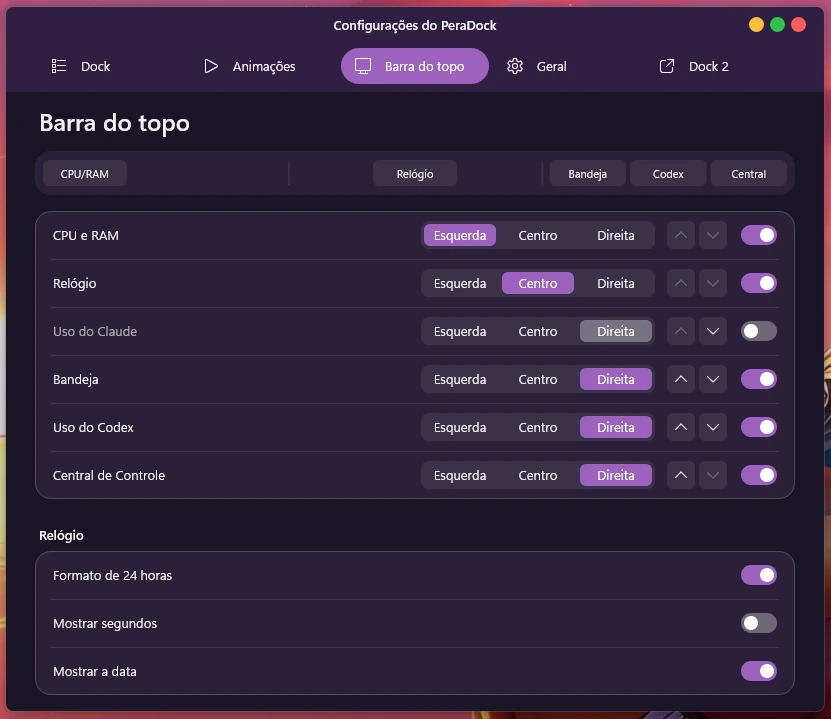 Configurações do PeraDock
Dock Animações Barra do topo Geral Dock 2
Barra do topo
CPU/RAM Relógio Bandeja Codex Central
CPU e RAM Esquerda Centro Direita
Relógio Esquerda Centro Direita
Uso do Claude Esquerda Centro Direita
Bandeja Esquerda Centro Direita
Uso do Codex Esquerda Centro Direita
Central de Controle Esquerda Centro Direita
Relógio
Formato de 24 horas
Mostrar segundos
Mostrar a data